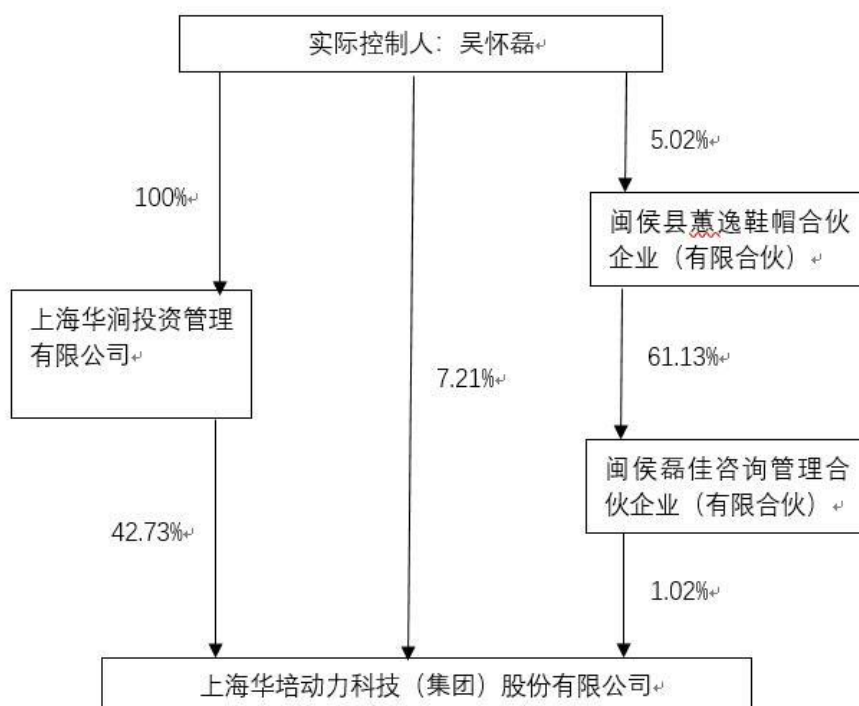 实际控制人：吴怀磊
5.02%
100%
闽侯县蕙逸鞋帽合伙
企业（有限合伙）
上海华涧投资管理
有限公司
7.21%
61.13%
闽侯磊佳咨询管理合
伙企业（有限合伙）
42.73%
1.02%
上海华培动力科技（集团）股份有限公司